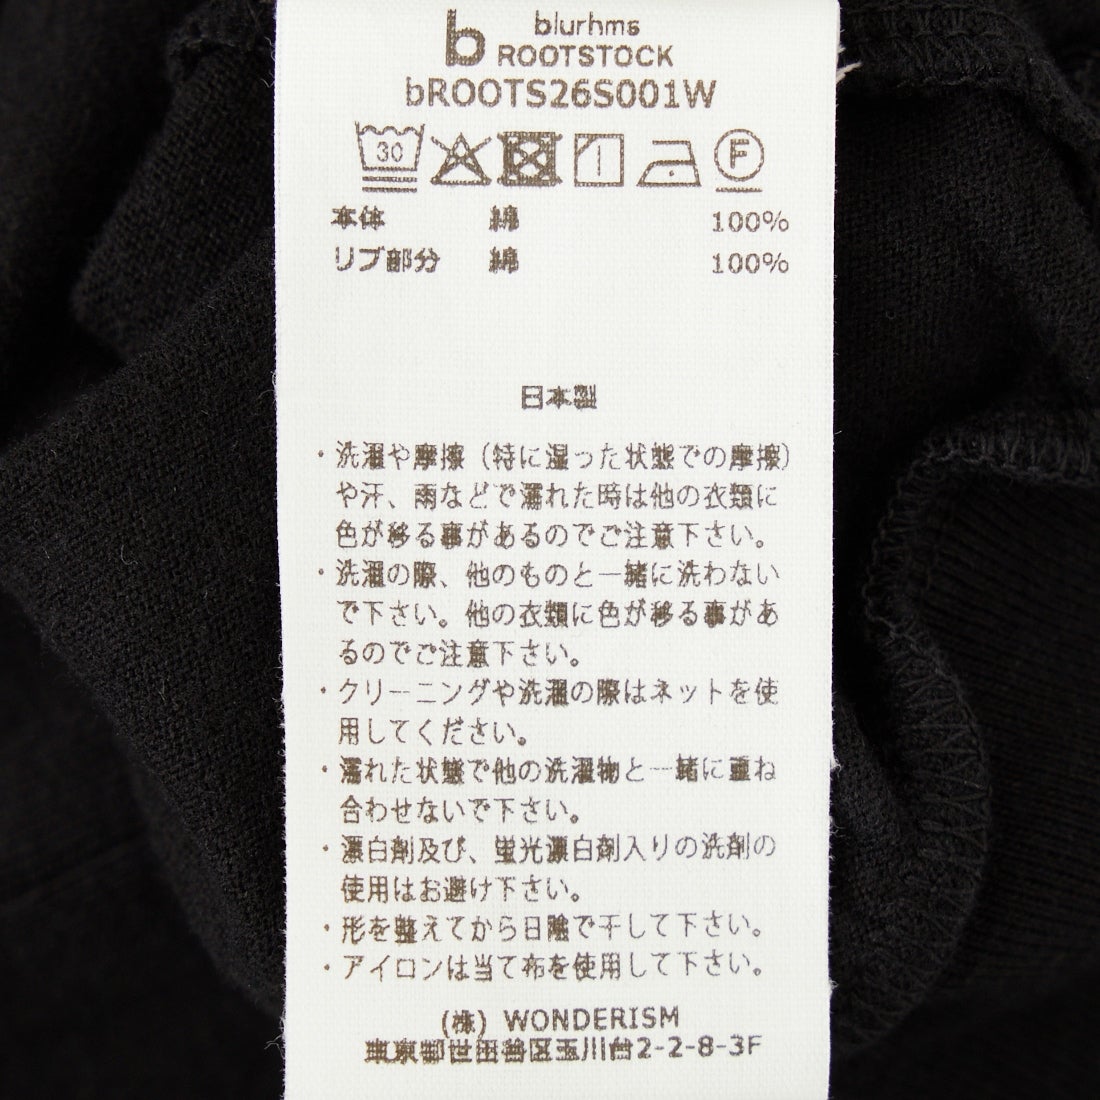 b blurhms
ROOTSTOCK
bROOTS26S001W
30 F
本体 綿 100%
リブ部分 綿 100%
日本製
・洗濯や摩擦（特に湿った状態での摩擦）
や汗、雨などで濡れた時は他の衣類に
色が移る事があるのでご注意下さい。
・洗濯の際、他のものと一緒に洗わない
で下さい。他の衣類に色が移る事があ
るのでご注意下さい。
・クリーニングや洗濯の際はネットを使
用してください。
・濡れた状態で他の洗濯物と一緒に重ね
合わせないで下さい。
・漂白剤及び、蛍光漂白剤入りの洗剤の
使用はお避け下さい。
・形を整えてから日陰で干して下さい。
・アイロンは当て布を使用して下さい。
(株) WONDERISM
東京都世田谷区玉川台2-2-8-3F